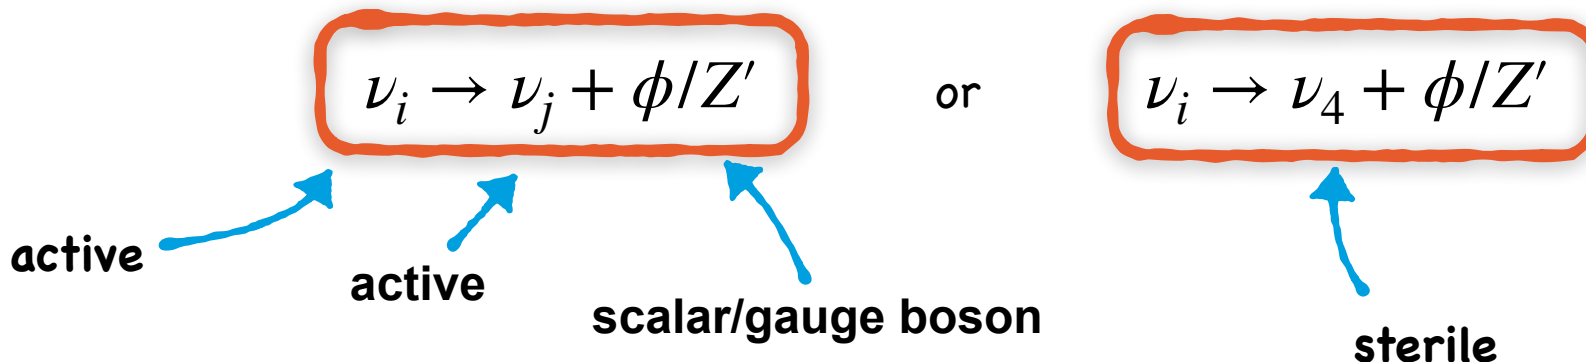 νᵢ → νⱼ + ϕ/Z′ or νᵢ → ν₄ + ϕ/Z′
active
active
scalar/gauge boson
sterile